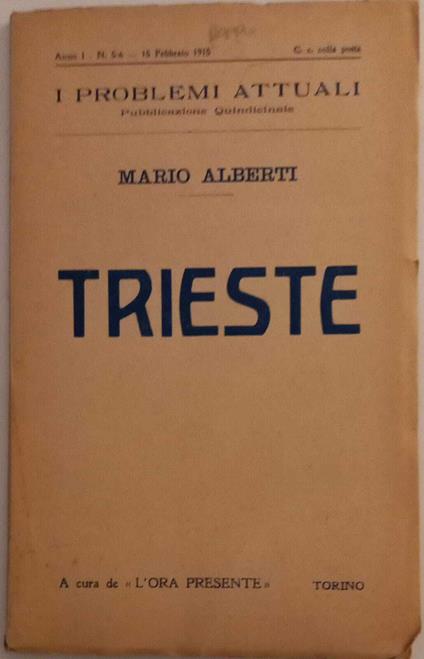 Anno I - N. 5-6 — 15 Febbraio 1915 C. c. colla posta
I PROBLEMI ATTUALI
Pubblicazione Quindicinale
MARIO ALBERTI
TRIESTE
A cura de « L'ORA PRESENTE » TORINO